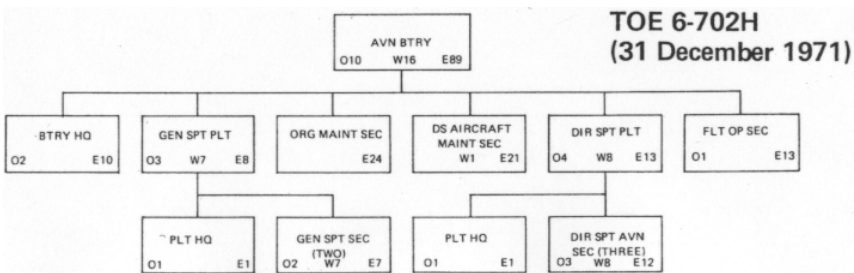 TOE 6-702H
(31 December 1971)
AVN BTRY
O10 W16 E89
BTRY HQ
O2 E10
GEN SPT PLT
O3 W7 E8
ORG MAINT SEC
E24
DS AIRCRAFT
MAINT SEC
W1 E21
DIR SPT PLT
O4 W8 E13
FLT OP SEC
O1 E13
PLT HQ
O1 E1
GEN SPT SEC
(TWO)
O2 W7 E7
PLT HQ
O1 E1
DIR SPT AVN
SEC (THREE)
O3 W8 E12